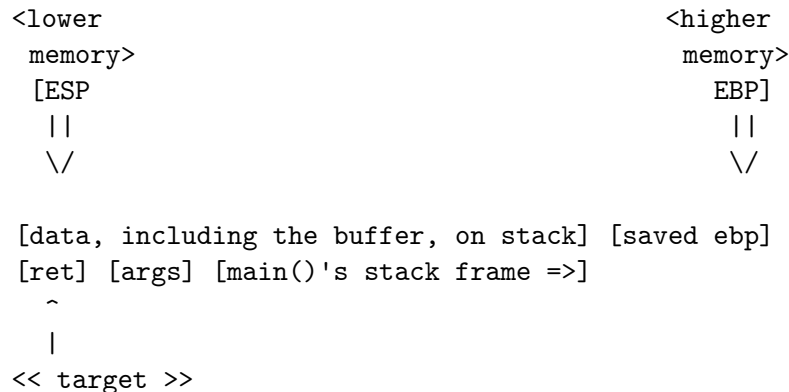 <lower <higher
memory> memory>
[ESP EBP]
|| ||
\/ \/
[data, including the buffer, on stack] [saved ebp]
[ret] [args] [main()'s stack frame =>]
^
|
<< target >>